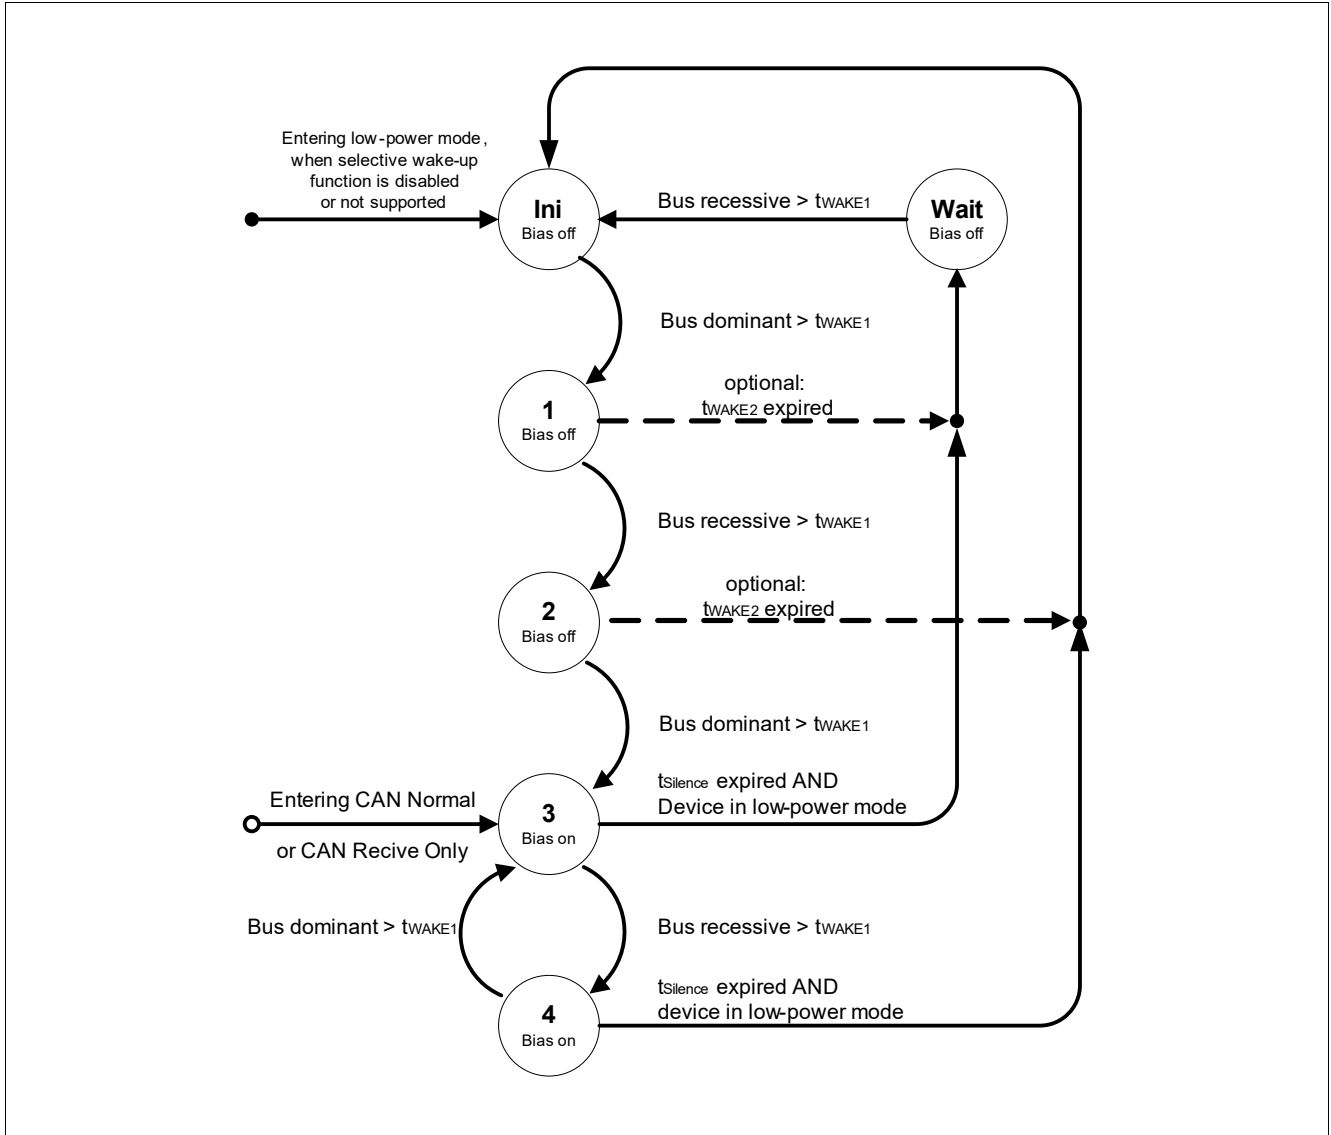 Entering low-power mode,
when selective wake-up
function is disabled
or not supported
Ini
Bias off
Bus recessive > tWAKE1
Wait
Bias off
Bus dominant > tWAKE1
1
Bias off
optional:
tWAKE2 expired
Bus recessive > tWAKE1
2
Bias off
optional:
tWAKE2 expired
Bus dominant > tWAKE1
Entering CAN Normal
or CAN Recive Only
3
Bias on
tSilence expired AND
Device in low-power mode
Bus dominant > tWAKE1
Bus recessive > tWAKE1
4
Bias on
tSilence expired AND
device in low-power mode